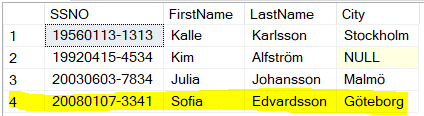 SSNO FirstName LastName City
1 19560113-1313 Kalle Karlsson Stockholm
2 19920415-4534 Kim Alfström NULL
3 20030603-7834 Julia Johansson Malmö
4 20080107-3341 Sofia Edvardsson Göteborg